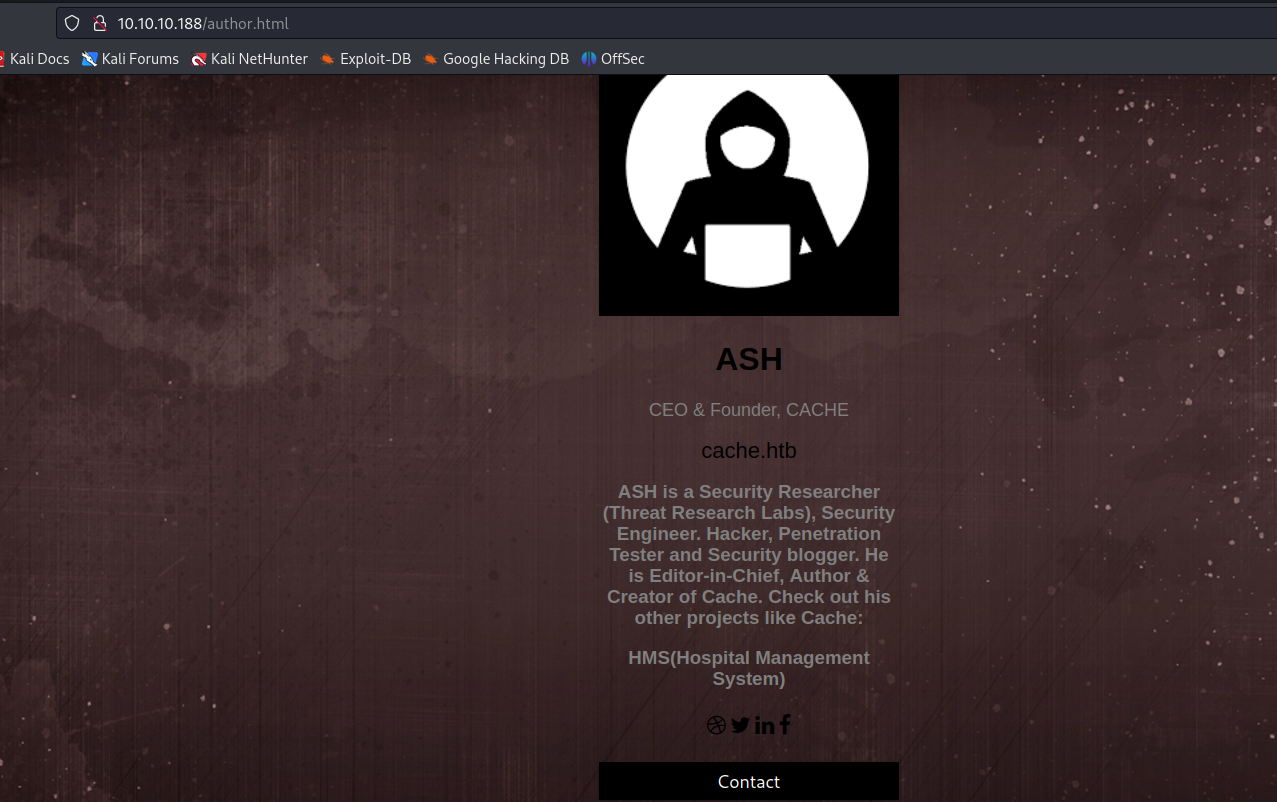 10.10.10.188/author.html
Kali Docs Kali Forums Kali NetHunter Exploit-DB Google Hacking DB OffSec
ASH
CEO & Founder, CACHE
cache.htb
ASH is a Security Researcher
(Threat Research Labs), Security
Engineer. Hacker, Penetration
Tester and Security blogger. He
is Editor-in-Chief, Author &
Creator of Cache. Check out his
other projects like Cache:
HMS(Hospital Management
System)
Contact